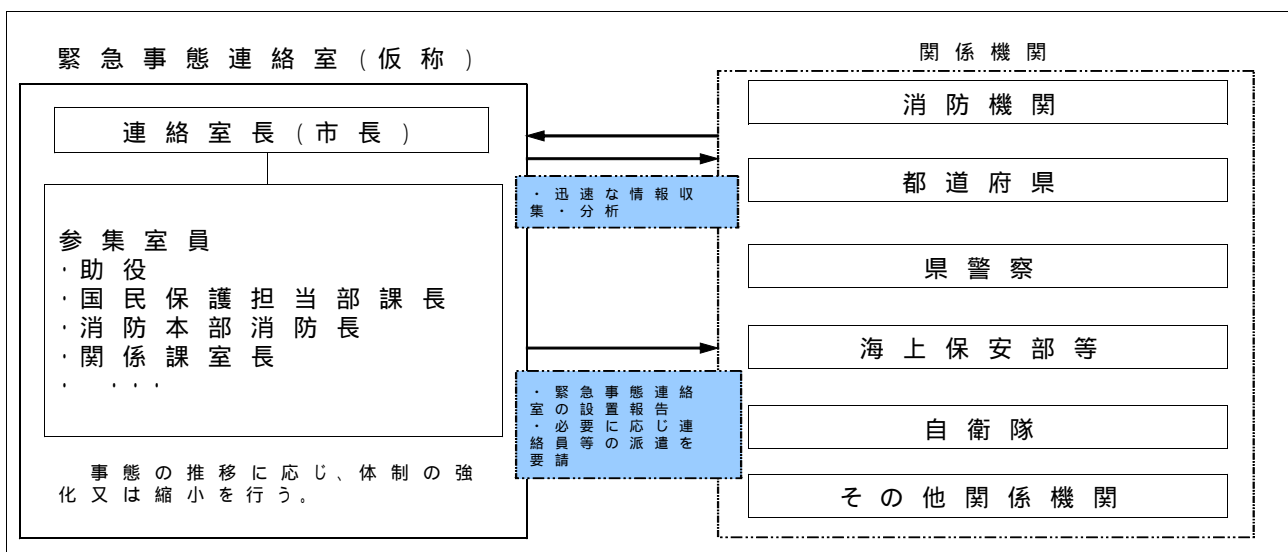 緊急事態連絡室(仮称)
連絡室長(市長)
参集室員
・助役
・国民保護担当部課長
・消防本部消防長
・関係課室長
・ ・・・
事態の推移に応じ、体制の強
化又は縮小を行う。
・迅速な情報収
集・分析
・緊急事態連絡
室の設置報告
・必要に応じ連
絡員等の派遣を
要請
関係機関
消防機関
都道府県
県警察
海上保安部等
自衛隊
その他関係機関